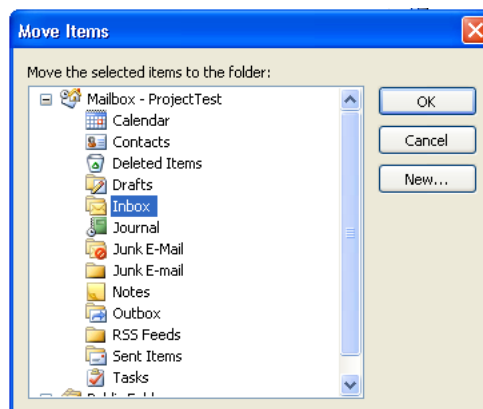 Move Items
Move the selected items to the folder:
Mailbox - ProjectTest
OK
Calendar
Contacts
Cancel
Deleted Items
Drafts
New...
Inbox
Journal
Junk E-Mail
Junk E-mail
Notes
Outbox
RSS Feeds
Sent Items
Tasks